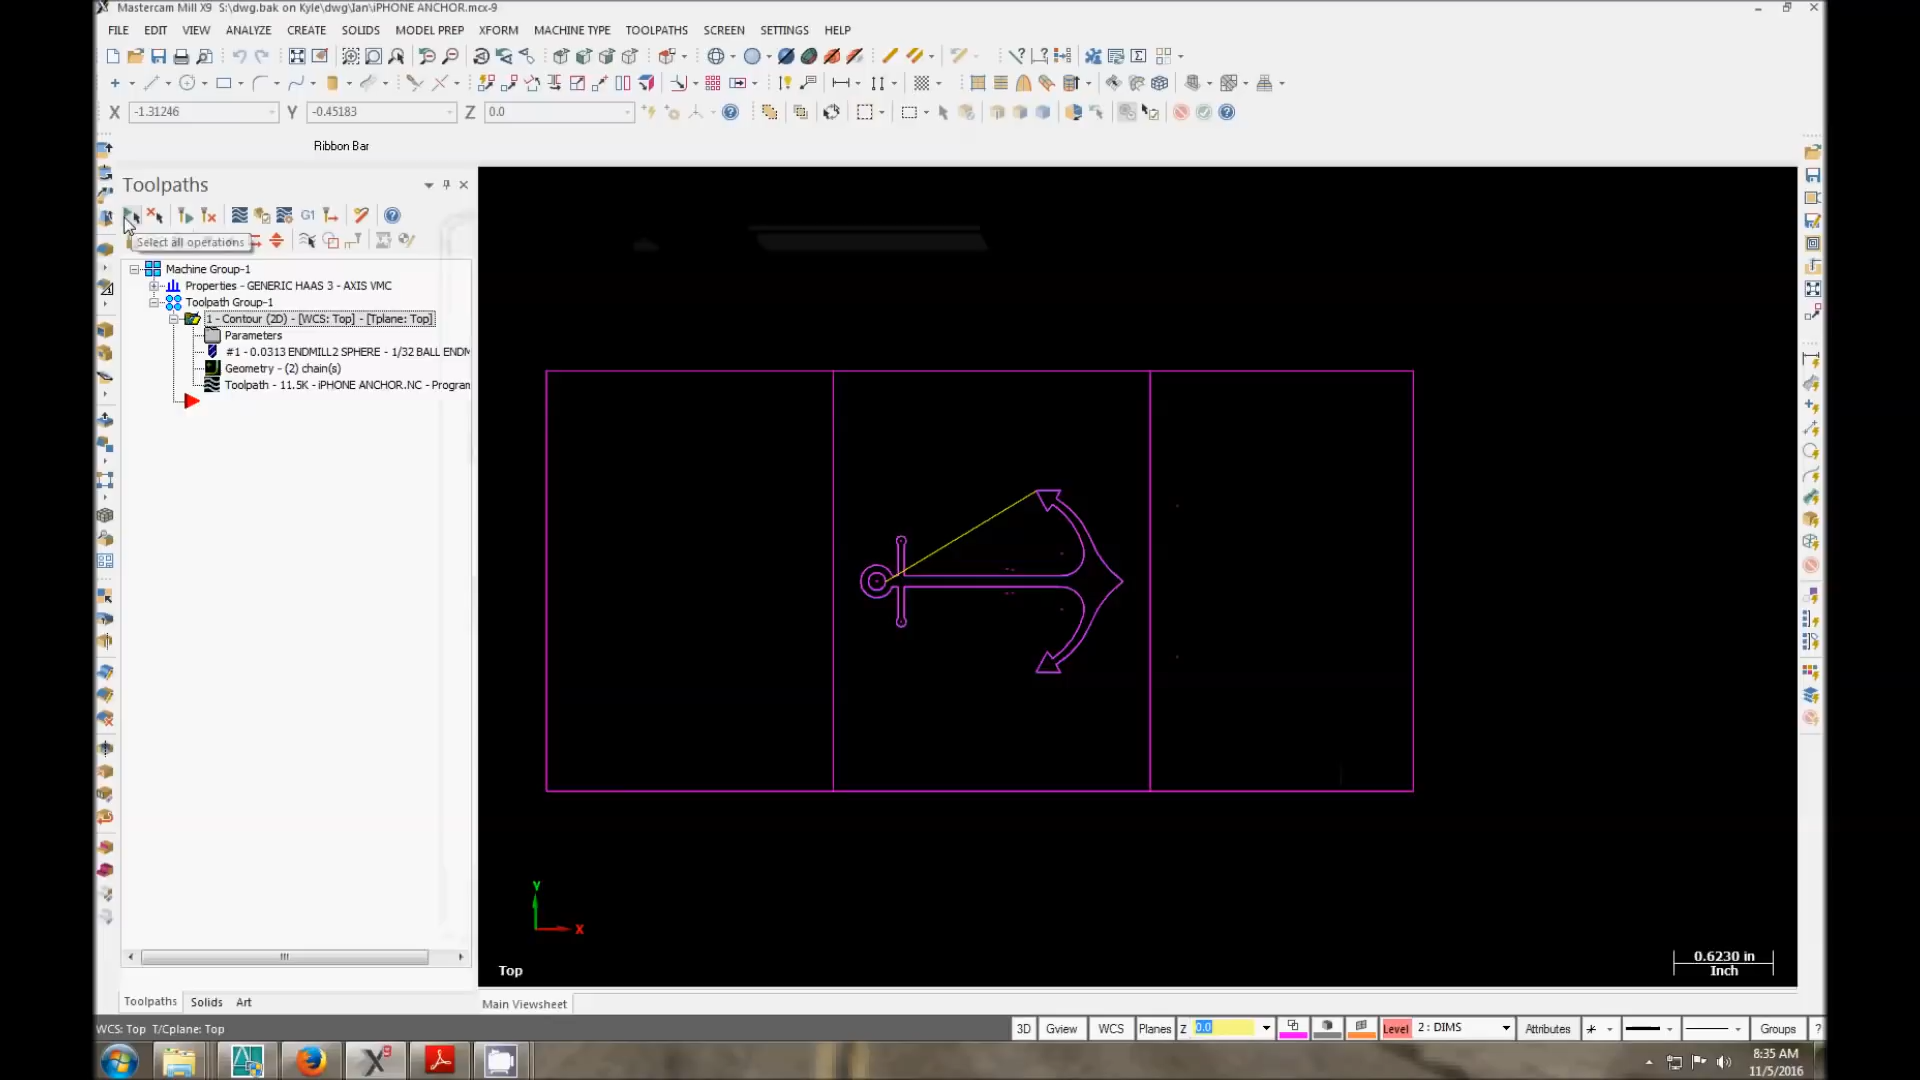 Mastercam Mill X9 S:\dwg.bak on Kyle\dwg\Ian\iPHONE ANCHOR.mcx-9
FILE EDIT VIEW ANALYZE CREATE SOLIDS MODEL PREP XFORM MACHINE TYPE TOOLPATHS SCREEN SETTINGS HELP
X -1.31246 Y -0.45183 Z 0.0
Ribbon Bar
Toolpaths
G1
Select all operations
Machine Group-1
Properties - GENERIC HAAS 3 - AXIS VMC
Toolpath Group-1
1 - Contour (2D) - [WCS: Top] - [Tplane: Top]
Parameters
#1 - 0.0313 ENDMILL2 SPHERE - 1/32 BALL ENDM
Geometry - (2) chain(s)
Toolpath - 11.5K - iPHONE ANCHOR.NC - Program
Y
X
0.6230 in
Inch
Top
Toolpaths Solids Art
Main Viewsheet
WCS: Top T/Cplane: Top
3D Gview WCS Planes Z 0.0 Level 2 : DIMS Attributes Groups ?
8:35 AM
11/5/2016